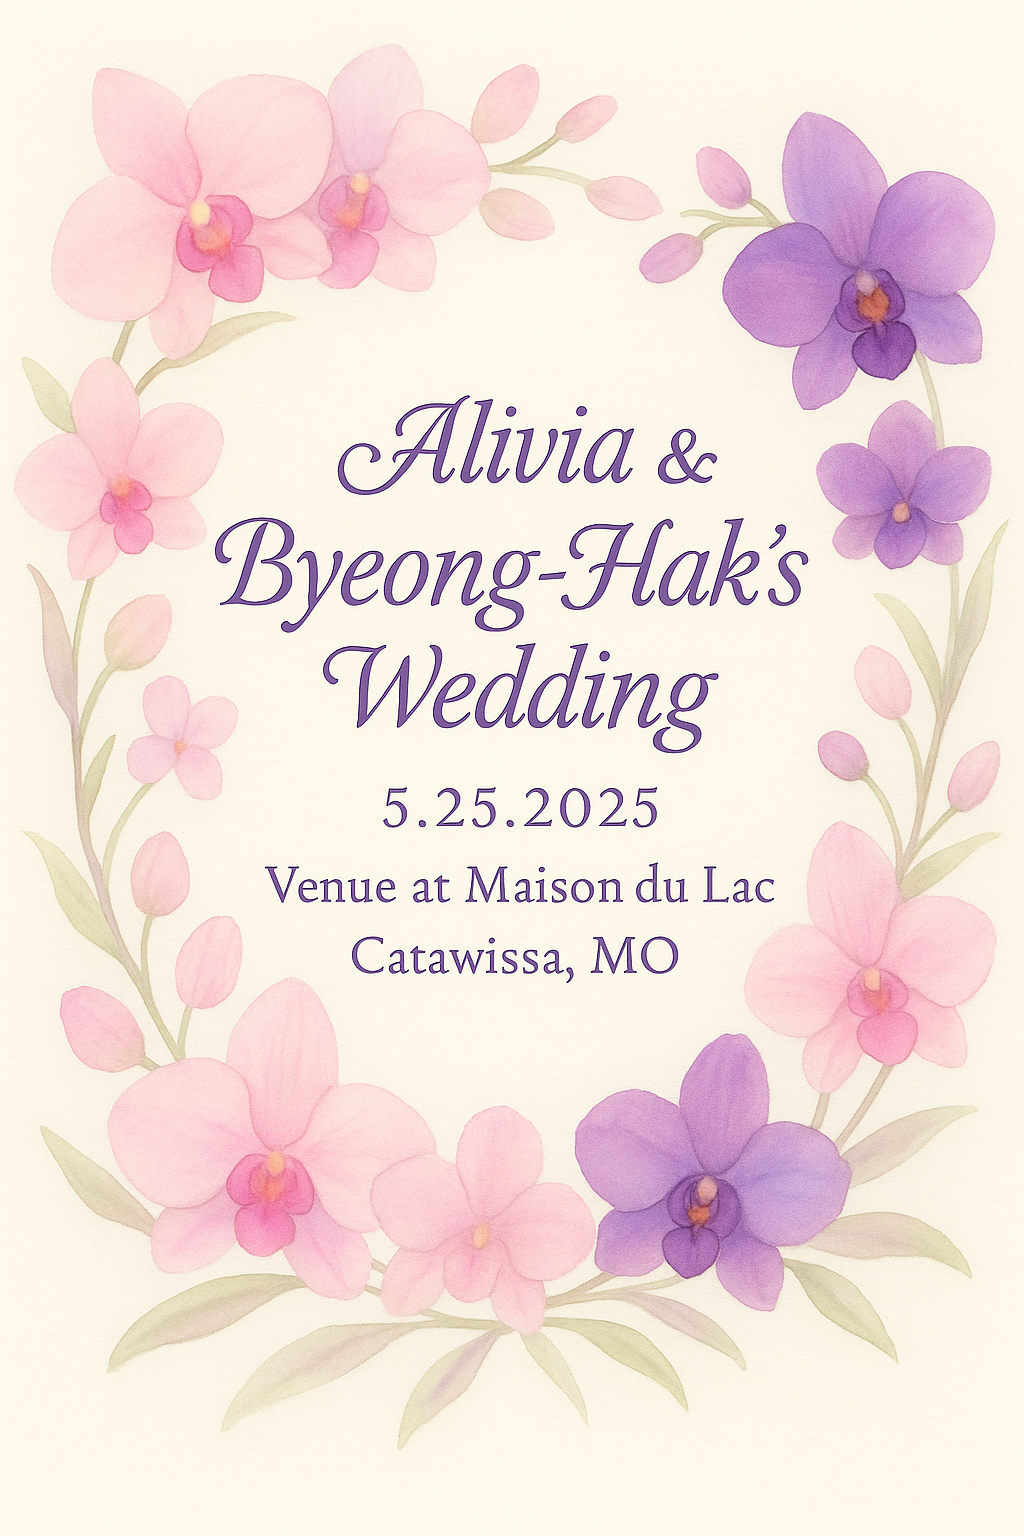 Alivia &
Byeong-Hak’s
Wedding
5.25.2025
Venue at Maison du Lac
Catawissa, MO